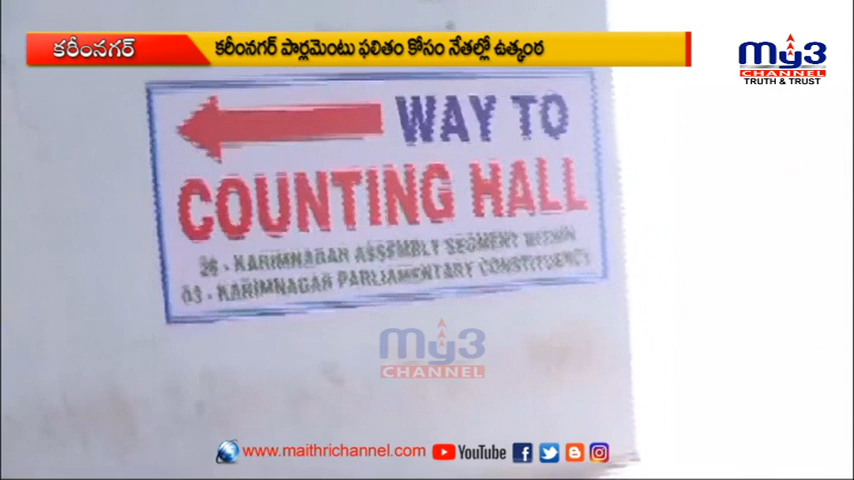 కరీంనగర్
కరీంనగర్ పార్లమెంటు ఫలితం కోసం నేతల్లో ఉత్కంఠ
my3
CHANNEL
TRUTH & TRUST
WAY TO
COUNTING HALL
26 - KARIMNAGAR ASSEMBLY SEGMENT WITHIN
03 - KARIMNAGAR PARLIAMENTARY CONSTITUENCY
my3
CHANNEL
www.maithrichannel.com YouTube